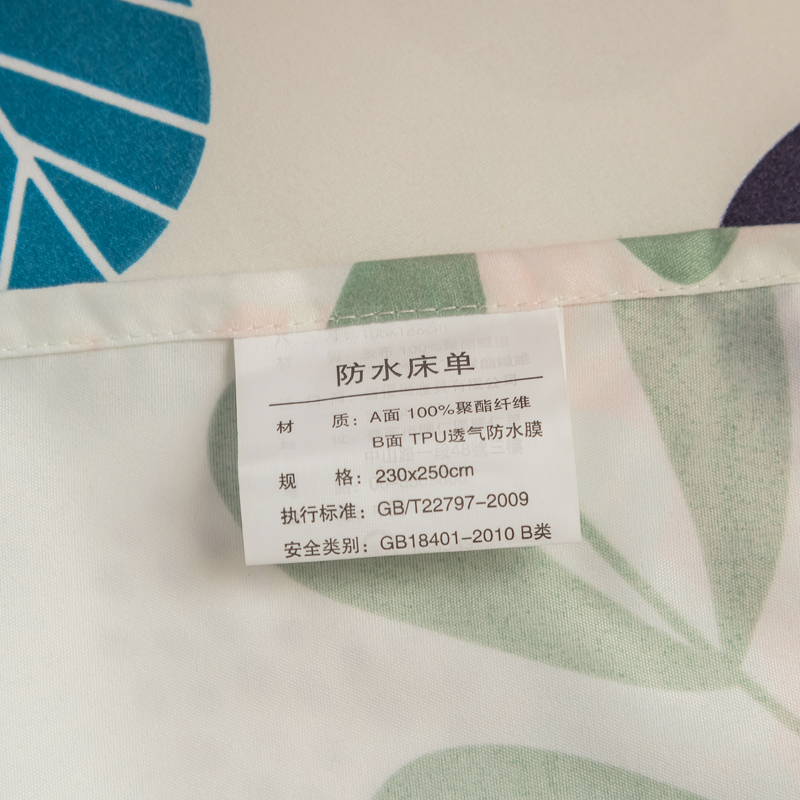 防水床单
材 质：A面 100%聚酯纤维
B面 TPU透气防水膜
规 格：230x250cm
执行标准：GB/T22797-2009
安全类别：GB18401-2010 B类